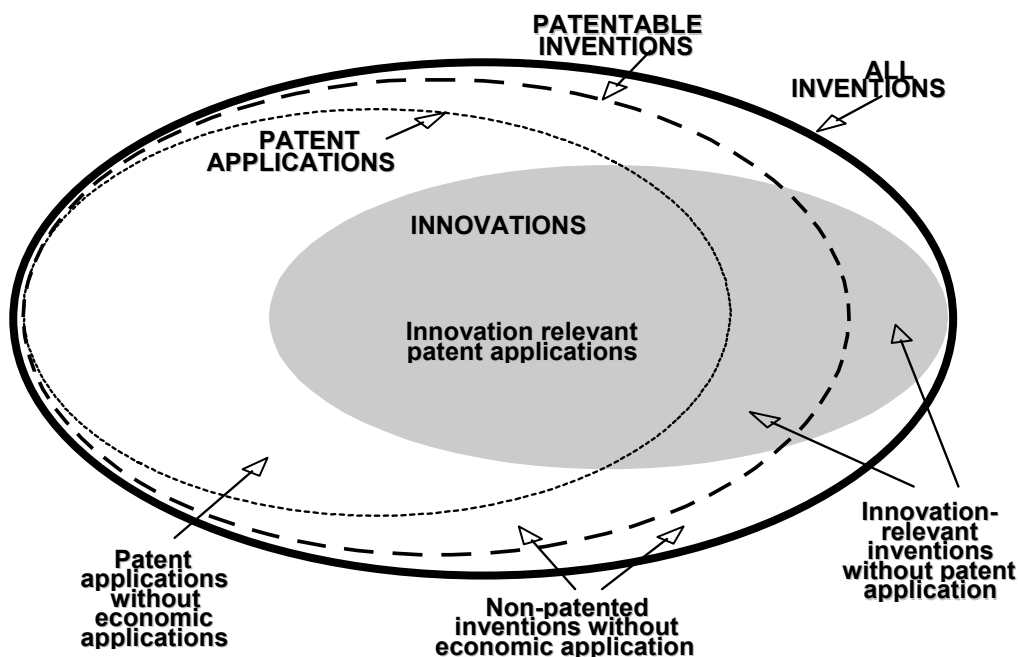 PATENTABLE
INVENTIONS
ALL
INVENTIONS
PATENT
APPLICATIONS
INNOVATIONS
Innovation relevant
patent applications
Innovation-
relevant
inventions
without patent
application
Patent
applications
without
economic
applications
Non-patented
inventions without
economic application